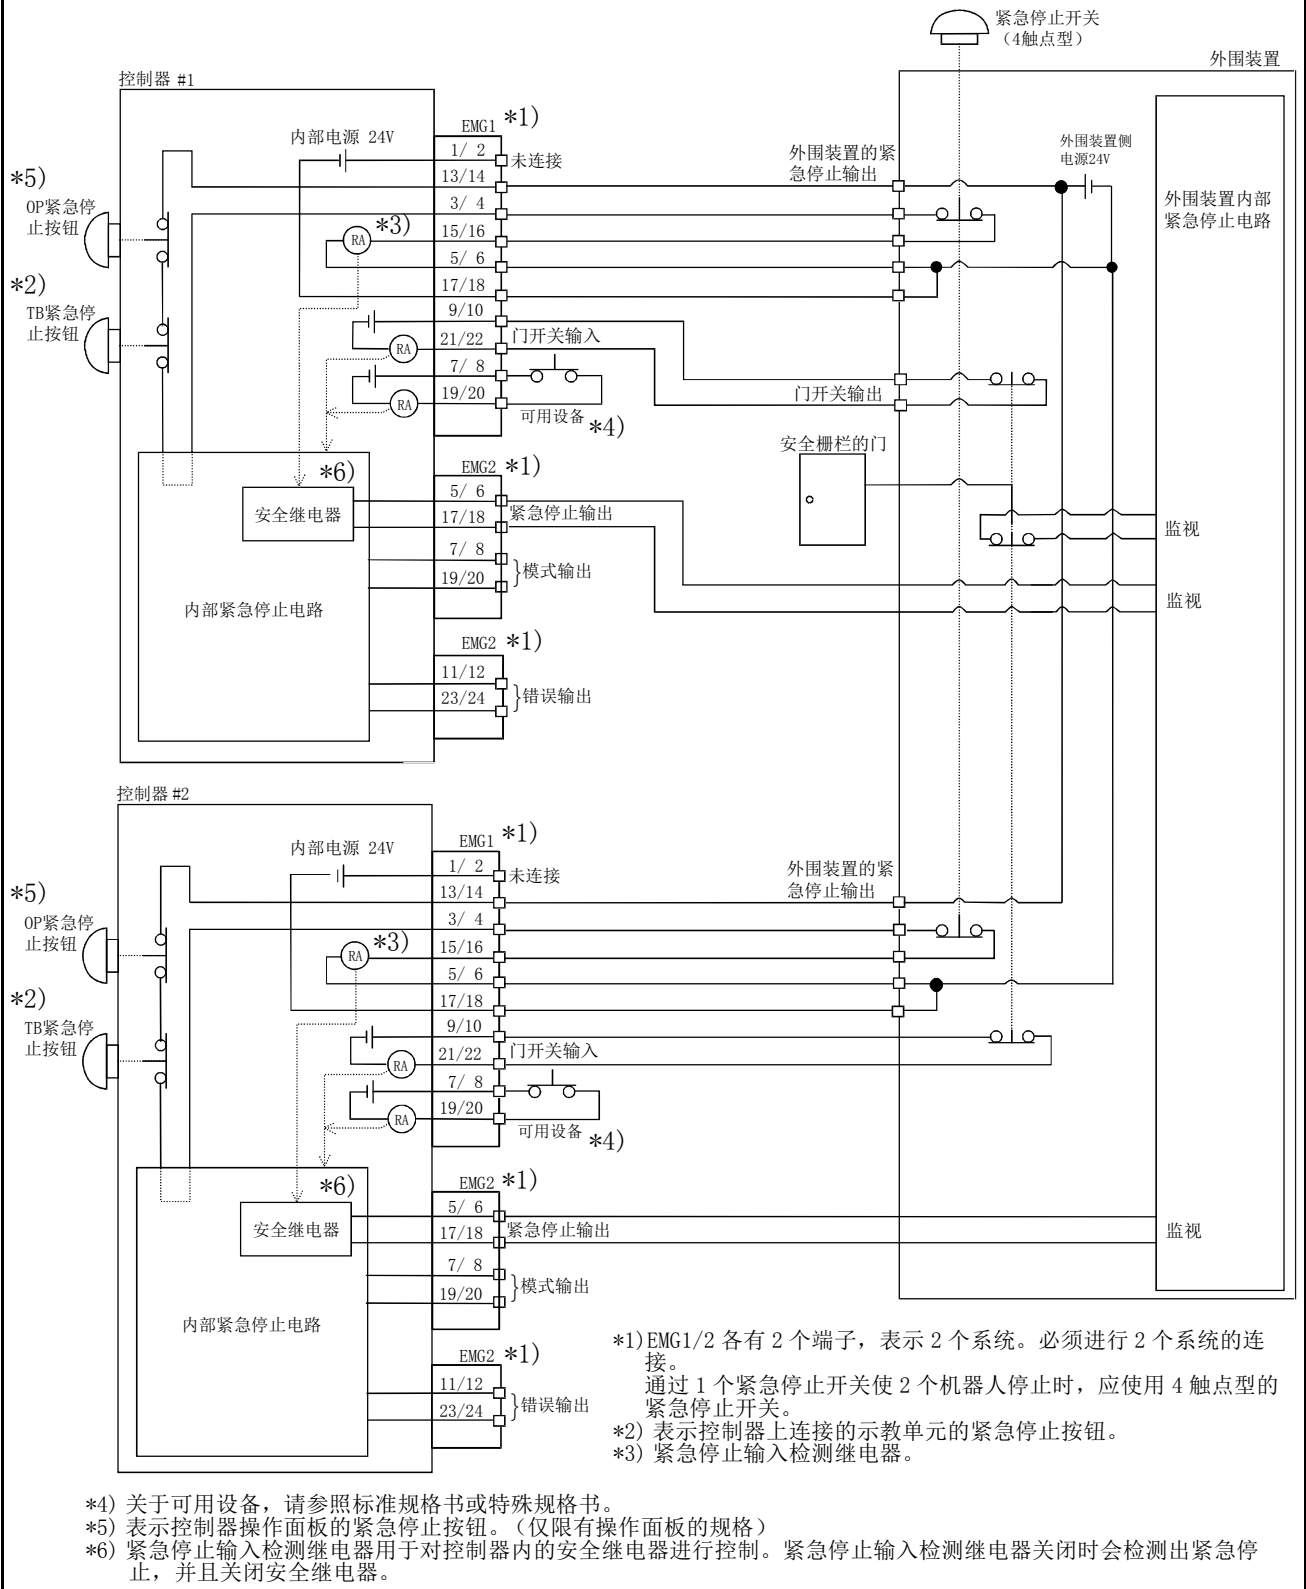 紧急停止开关
（4触点型）
外围装置
控制器 #1
EMG1 *1)
内部电源 24V
1/ 2
未连接
外围装置的紧
急停止输出
外围装置侧
电源24V
外围装置内部
紧急停止电路
*5)
OP紧急停
止按钮
13/14
3/ 4
*3)
RA
15/16
5/ 6
17/18
*2)
TB紧急停
止按钮
9/10
21/22
门开关输入
RA
7/ 8
19/20
RA
可用设备 *4)
门开关输出
安全栅栏的门
EMG2 *1)
*6)
安全继电器
5/ 6
17/18
紧急停止输出
7/ 8
19/20
模式输出
监视
监视
内部紧急停止电路
EMG2 *1)
11/12
23/24
错误输出
控制器 #2
EMG1 *1)
内部电源 24V
1/ 2
未连接
外围装置的紧
急停止输出
*5)
OP紧急停
止按钮
13/14
3/ 4
*3)
RA
15/16
5/ 6
17/18
*2)
TB紧急停
止按钮
9/10
21/22
门开关输入
RA
7/ 8
19/20
RA
可用设备 *4)
EMG2 *1)
*6)
安全继电器
5/ 6
17/18
紧急停止输出
监视
7/ 8
19/20
模式输出
内部紧急停止电路
EMG2 *1)
11/12
23/24
错误输出
*1)EMG1/2 各有 2 个端子，表示 2 个系统。必须进行 2 个系统的连
接。
通过 1 个紧急停止开关使 2 个机器人停止时，应使用 4 触点型的
紧急停止开关。
*2) 表示控制器上连接的示教单元的紧急停止按钮。
*3) 紧急停止输入检测继电器。
*4) 关于可用设备，请参照标准规格书或特殊规格书。
*5) 表示控制器操作面板的紧急停止按钮。（仅限有操作面板的规格）
*6) 紧急停止输入检测继电器用于对控制器内的安全继电器进行控制。紧急停止输入检测继电器关闭时会检测出紧急停
止，并且关闭安全继电器。